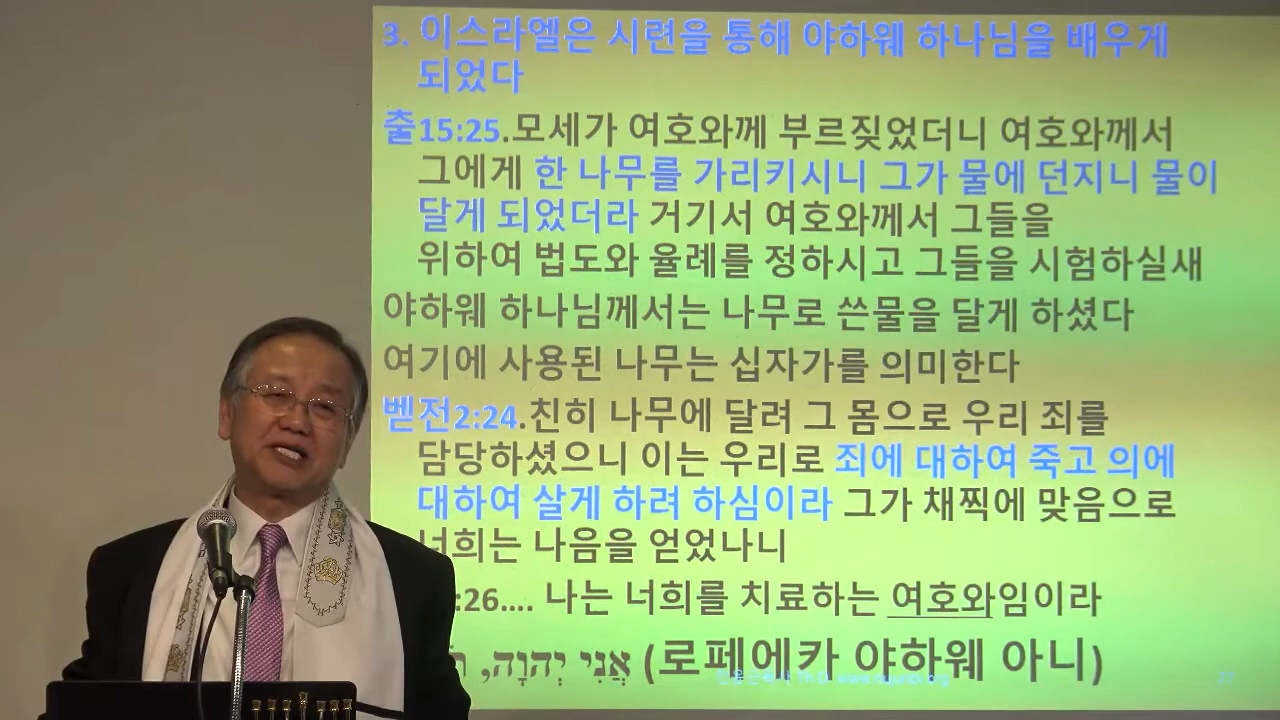 3. 이스라엘은 시련을 통해 야하웨 하나님을 배우게
되었다
출15:25.모세가 여호와께 부르짖었더니 여호와께서
그에게 한 나무를 가리키시니 그가 물에 던지니 물이
달게 되었더라 거기서 여호와께서 그들을
위하여 법도와 율례를 정하시고 그들을 시험하실새
야하웨 하나님께서는 나무로 쓴물을 달게 하셨다
여기에 사용된 나무는 십자가를 의미한다
벧전2:24.친히 나무에 달려 그 몸으로 우리 죄를
담당하셨으니 이는 우리로 죄에 대하여 죽고 의에
대하여 살게 하려 하심이라 그가 채찍에 맞음으로
너희는 나음을 얻었나니
:26.... 나는 너희를 치료하는 여호와임이라
אֲנִי יְהוָה, (로페에카 야하웨 아니)
Th.D. 27